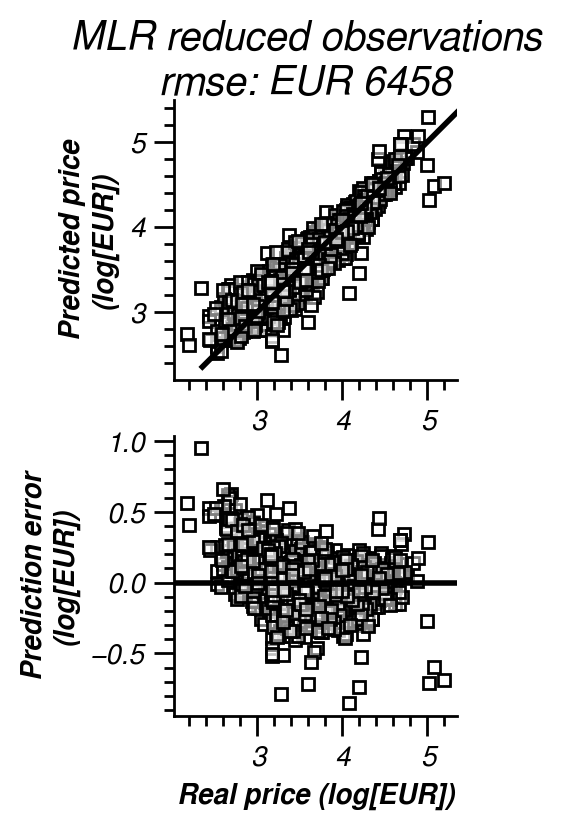 MLR reduced observations
rmse: EUR 6458
Predicted price
(log[EUR])
5
4
3
3 4 5
Prediction error
(log[EUR])
1.0
0.5
0.0
−0.5
3 4 5
Real price (log[EUR])